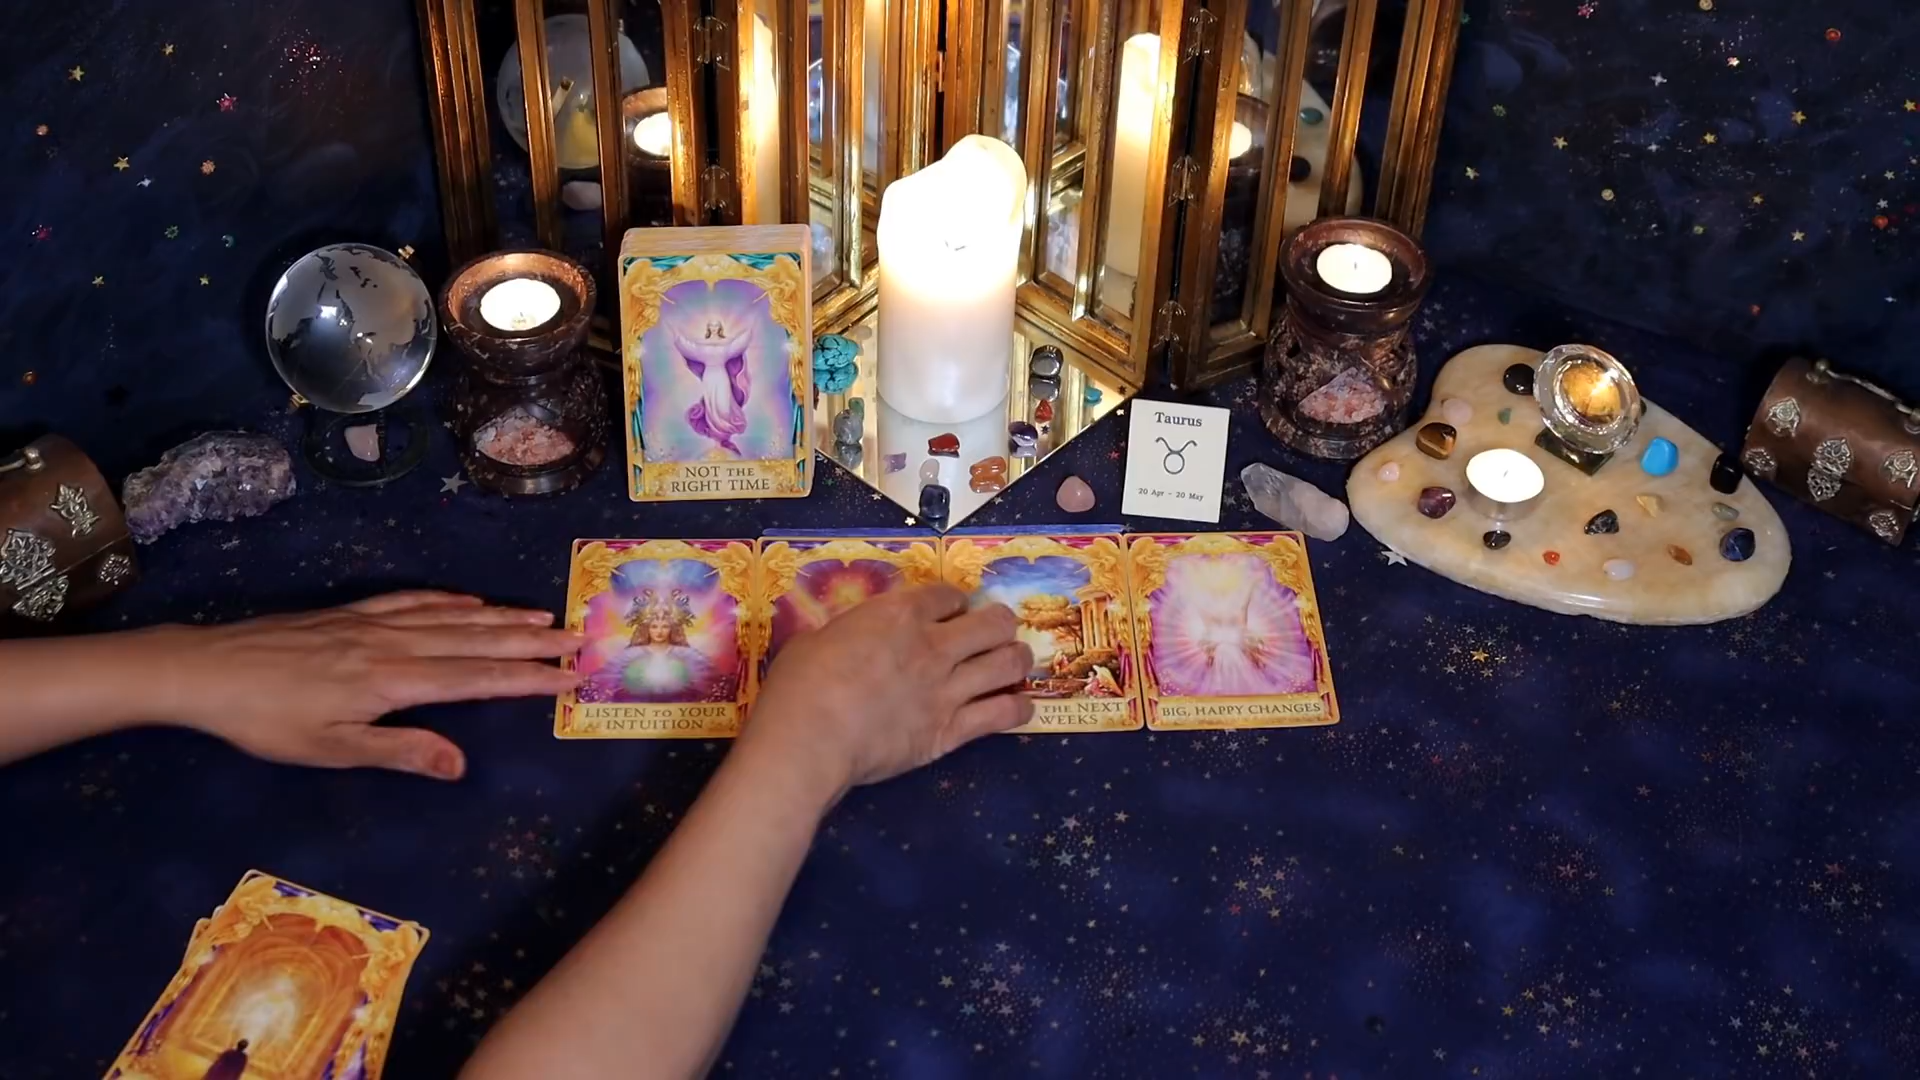 NOT THE
RIGHT TIME
Taurus
20 Apr - 20 May
LISTEN TO YOUR
INTUITION
THE NEXT
WEEKS
BIG, HAPPY CHANGES